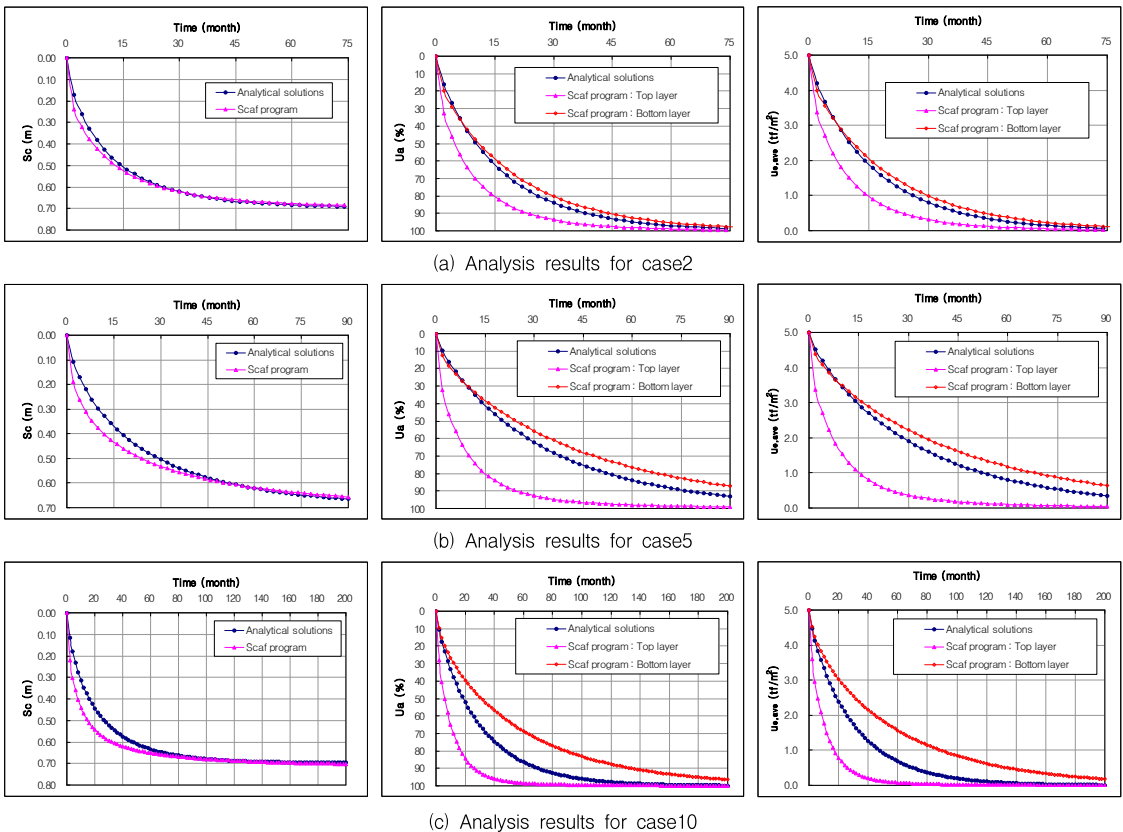 Time (month)
0 15 30 45 60 75
0.00
0.10
0.20
0.30
0.40
0.50
0.60
0.70
0.80
Sc (m)
Analytical solutions
Scaf program
Time (month)
0 15 30 45 60 75
0
10
20
30
40
50
60
70
80
90
100
Ua (%)
Analytical solutions
Scaf program : Top layer
Scaf program : Bottom layer
Time (month)
0 15 30 45 60 75
5.0
4.0
3.0
2.0
1.0
0.0
ue,ave (tf/m²)
Analytical solutions
Scaf program : Top layer
Scaf program : Bottom layer
(a) Analysis results for case2
Time (month)
0 15 30 45 60 75 90
0.00
0.10
0.20
0.30
0.40
0.50
0.60
0.70
Sc (m)
Analytical solutions
Scaf program
Time (month)
0 15 30 45 60 75 90
0
10
20
30
40
50
60
70
80
90
100
Ua (%)
Analytical solutions
Scaf program : Top layer
Scaf program : Bottom layer
Time (month)
0 15 30 45 60 75 90
5.0
4.0
3.0
2.0
1.0
0.0
ue,ave (tf/m²)
Analytical solutions
Scaf program : Top layer
Scaf program : Bottom layer
(b) Analysis results for case5
Time (month)
0 20 40 60 80 100 120 140 160 180 200
0.00
0.10
0.20
0.30
0.40
0.50
0.60
0.70
0.80
Sc (m)
Analytical solutions
Scaf program
Time (month)
0 20 40 60 80 100 120 140 160 180 200
0
10
20
30
40
50
60
70
80
90
100
Ua (%)
Analytical solutions
Scaf program : Top layer
Scaf program : Bottom layer
Time (month)
0 20 40 60 80 100 120 140 160 180 200
5.0
4.0
3.0
2.0
1.0
0.0
ue,ave (tf/m²)
Analytical solutions
Scaf program : Top layer
Scaf program : Bottom layer
(c) Analysis results for case10